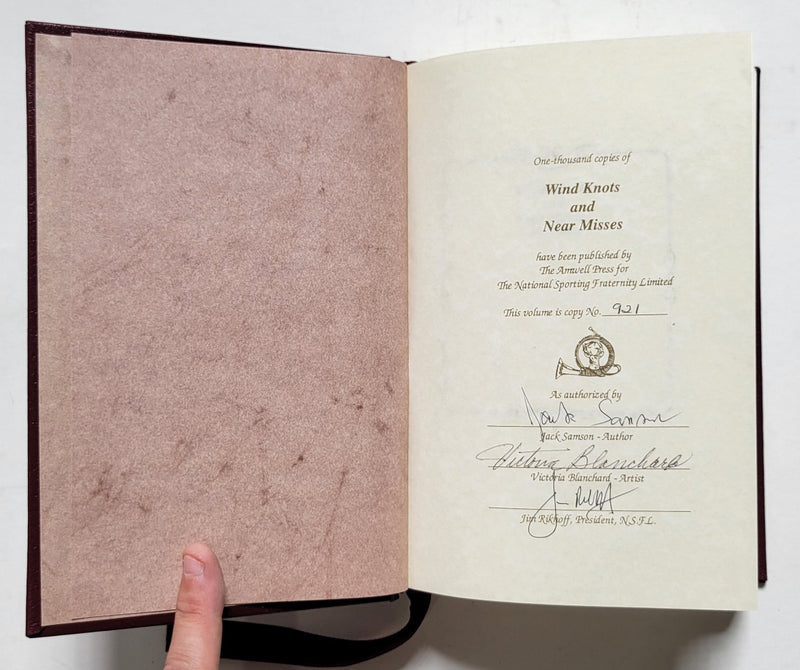 One-thousand copies of
Wind Knots
and
Near Misses
have been published by
The Amwell Press for
The National Sporting Fraternity Limited
This volume is copy No. 921
As authorized by
Jack Samson
Jack Samson - Author
Victoria Blanchard
Victoria Blanchard - Artist
Jim Rikhoff
Jim Rikhoff, President, N.S.F.L.